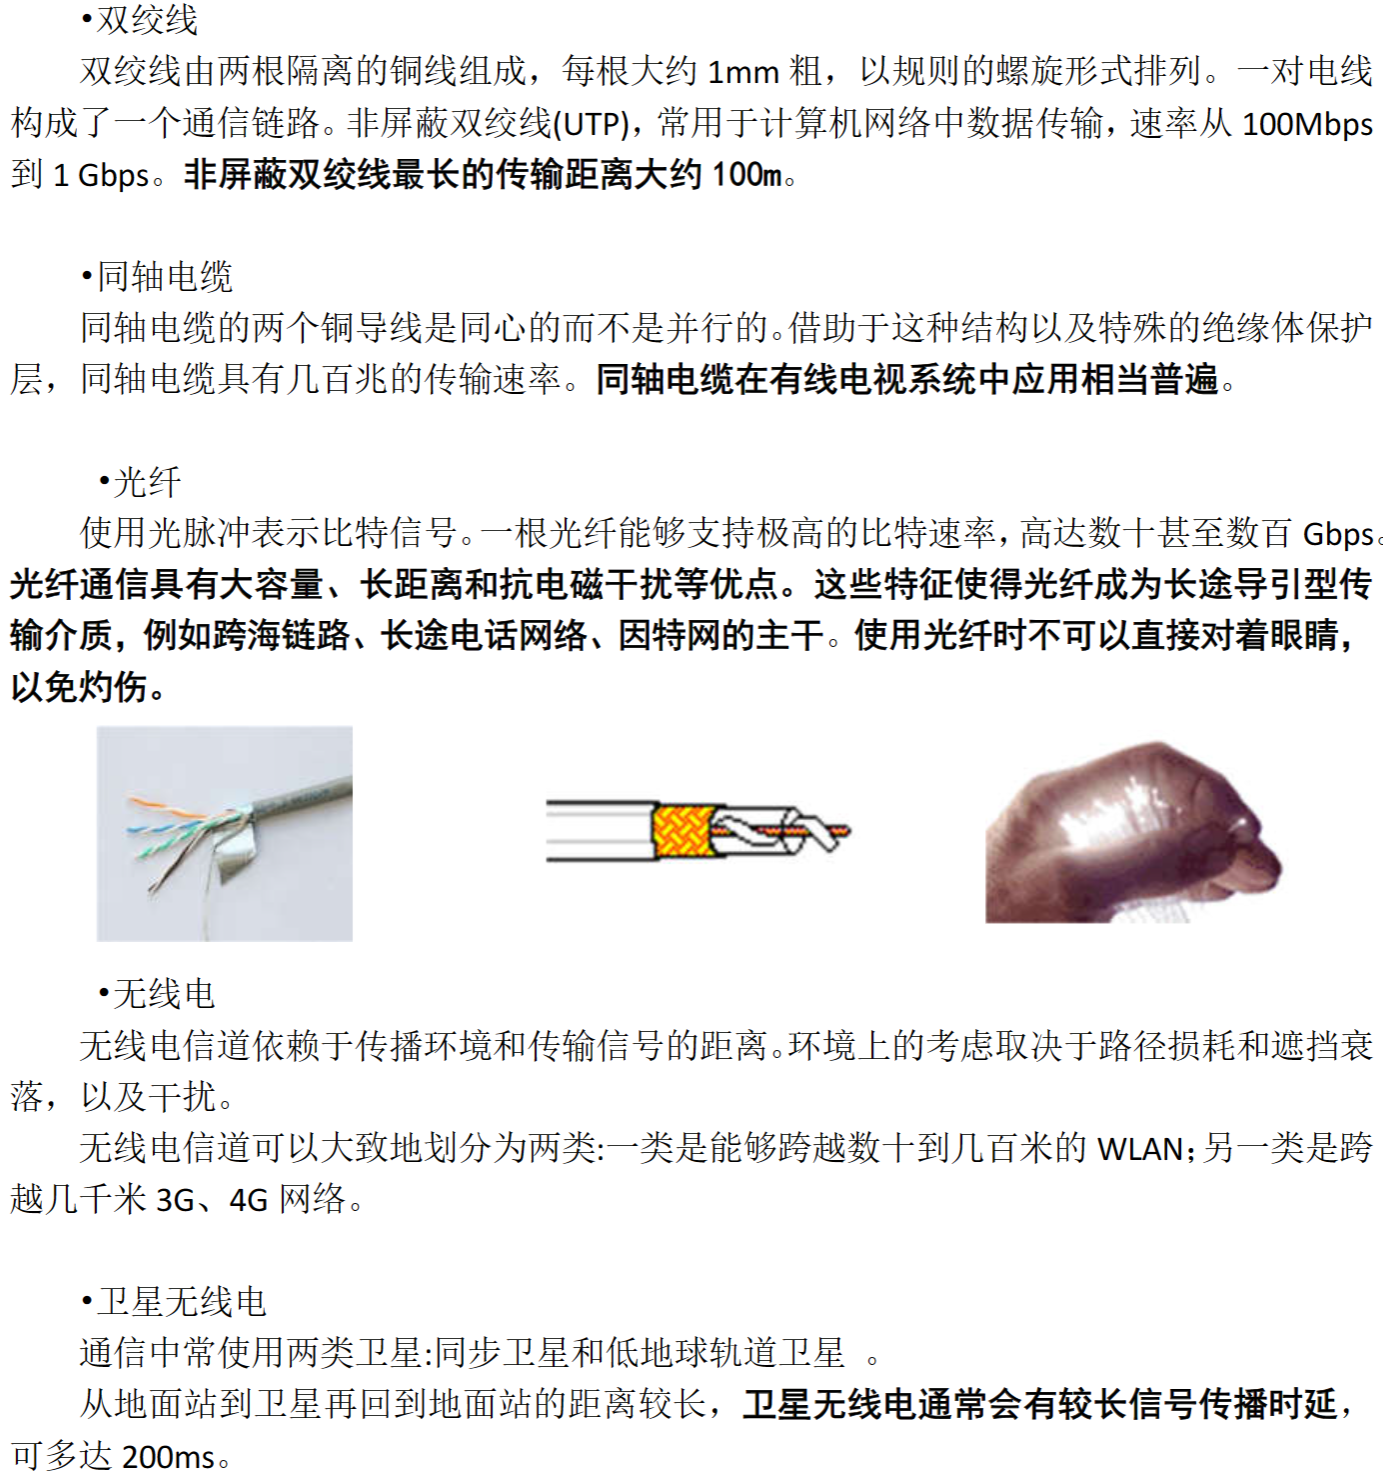 •双绞线
双绞线由两根隔离的铜线组成，每根大约 1mm 粗，以规则的螺旋形式排列。一对电线
构成了一个通信链路。非屏蔽双绞线(UTP)，常用于计算机网络中数据传输，速率从 100Mbps
到 1 Gbps。非屏蔽双绞线最长的传输距离大约 100m。
•同轴电缆
同轴电缆的两个铜导线是同心的而不是并行的。借助于这种结构以及特殊的绝缘体保护
层，同轴电缆具有几百兆的传输速率。同轴电缆在有线电视系统中应用相当普遍。
•光纤
使用光脉冲表示比特信号。一根光纤能够支持极高的比特速率，高达数十甚至数百 Gbps。
光纤通信具有大容量、长距离和抗电磁干扰等优点。这些特征使得光纤成为长途导引型传
输介质，例如跨海链路、长途电话网络、因特网的主干。使用光纤时不可以直接对着眼睛，
以免灼伤。
•无线电
无线电信道依赖于传播环境和传输信号的距离。环境上的考虑取决于路径损耗和遮挡衰
落，以及干扰。
无线电信道可以大致地划分为两类:一类是能够跨越数十到几百米的 WLAN；另一类是跨
越几千米 3G、4G 网络。
•卫星无线电
通信中常使用两类卫星:同步卫星和低地球轨道卫星 。
从地面站到卫星再回到地面站的距离较长，卫星无线电通常会有较长信号传播时延，
可多达 200ms。